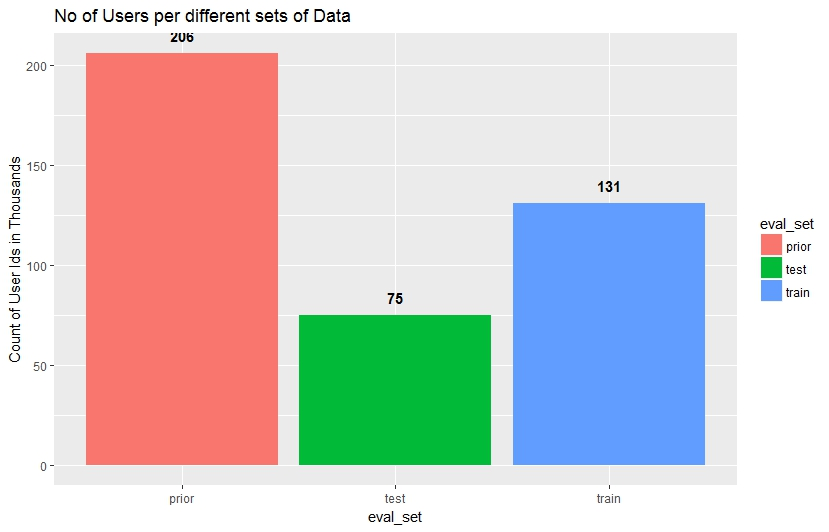 No of Users per different sets of Data
206
200
150
100
50
0
Count of User Ids in Thousands
75
131
prior
test
train
eval_set
eval_set
prior
test
train